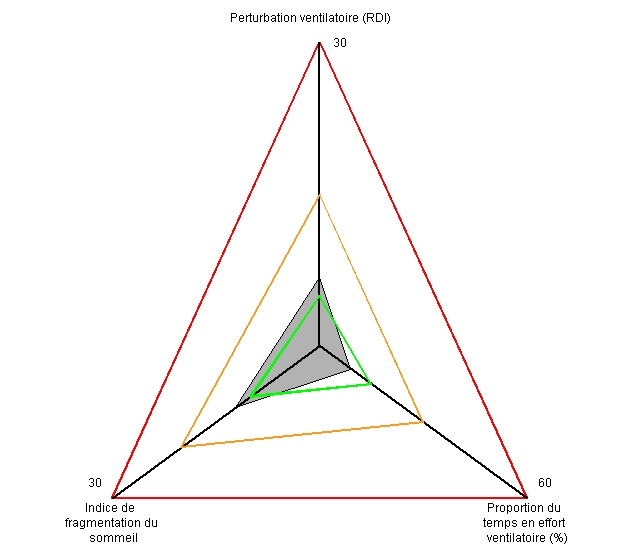 Perturbation ventilatoire (RDI)
30
30
60
Indice de
fragmentation du
sommeil
Proportion du
temps en effort
ventilatoire (%)